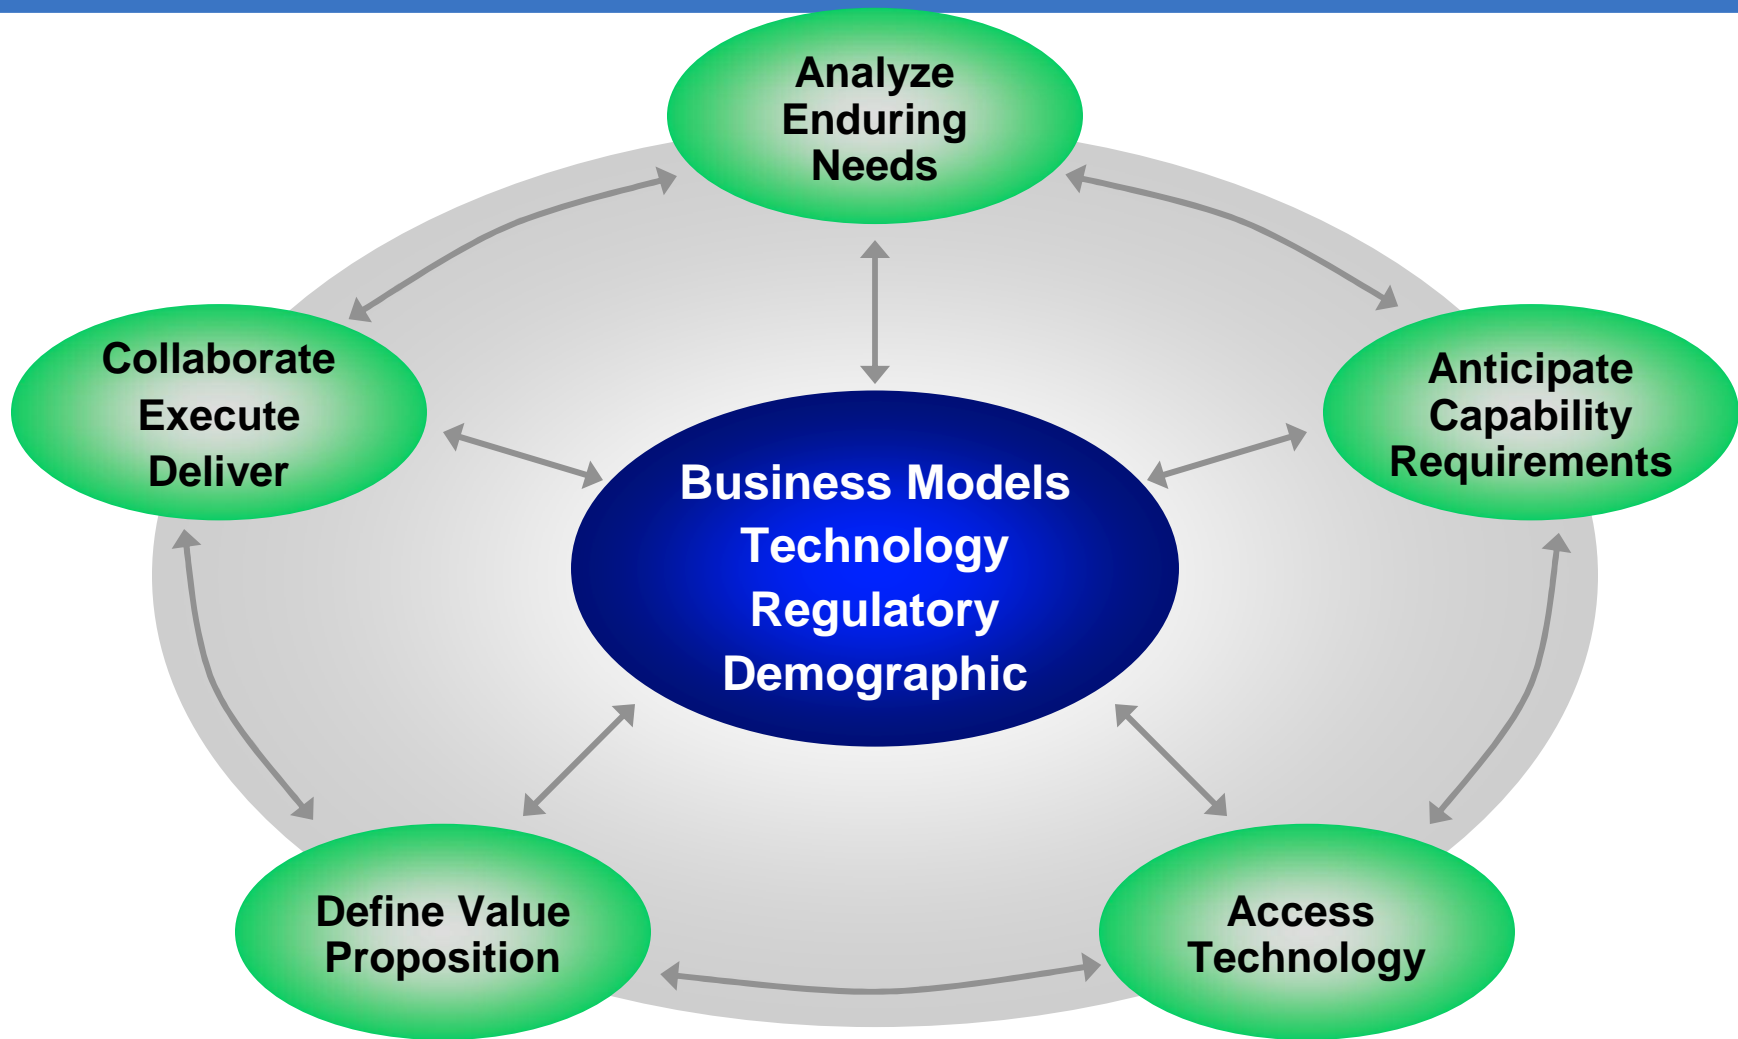 Analyze
Enduring
Needs
Collaborate
Execute
Deliver
Anticipate
Capability
Requirements
Business Models
Technology
Regulatory
Demographic
Define Value
Proposition
Access
Technology